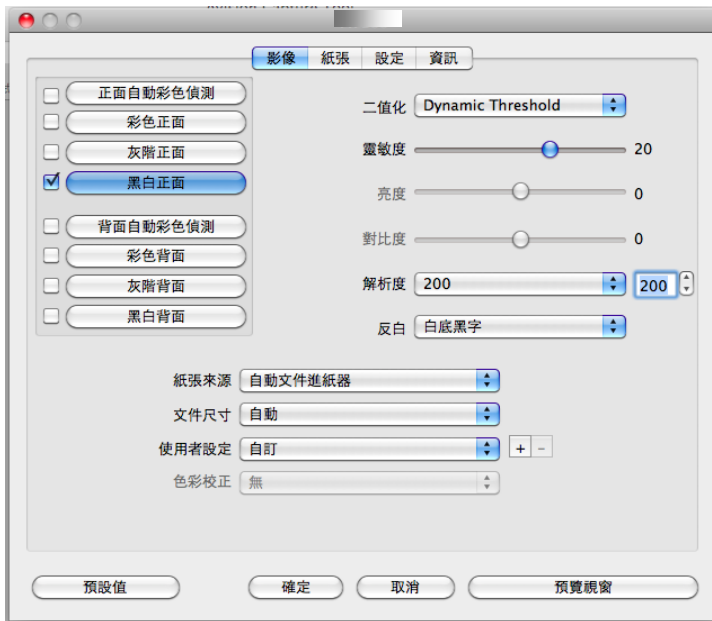 影像 紙張 設定 資訊
正面自動彩色偵測
彩色正面
灰階正面
黑白正面
背面自動彩色偵測
彩色背面
灰階背面
黑白背面
二值化 Dynamic Threshold
靈敏度 20
亮度 0
對比度 0
解析度 200 200
反白 白底黑字
紙張來源 自動文件進紙器
文件尺寸 自動
使用者設定 自訂 + -
色彩校正 無
預設值 確定 取消 預覽視窗